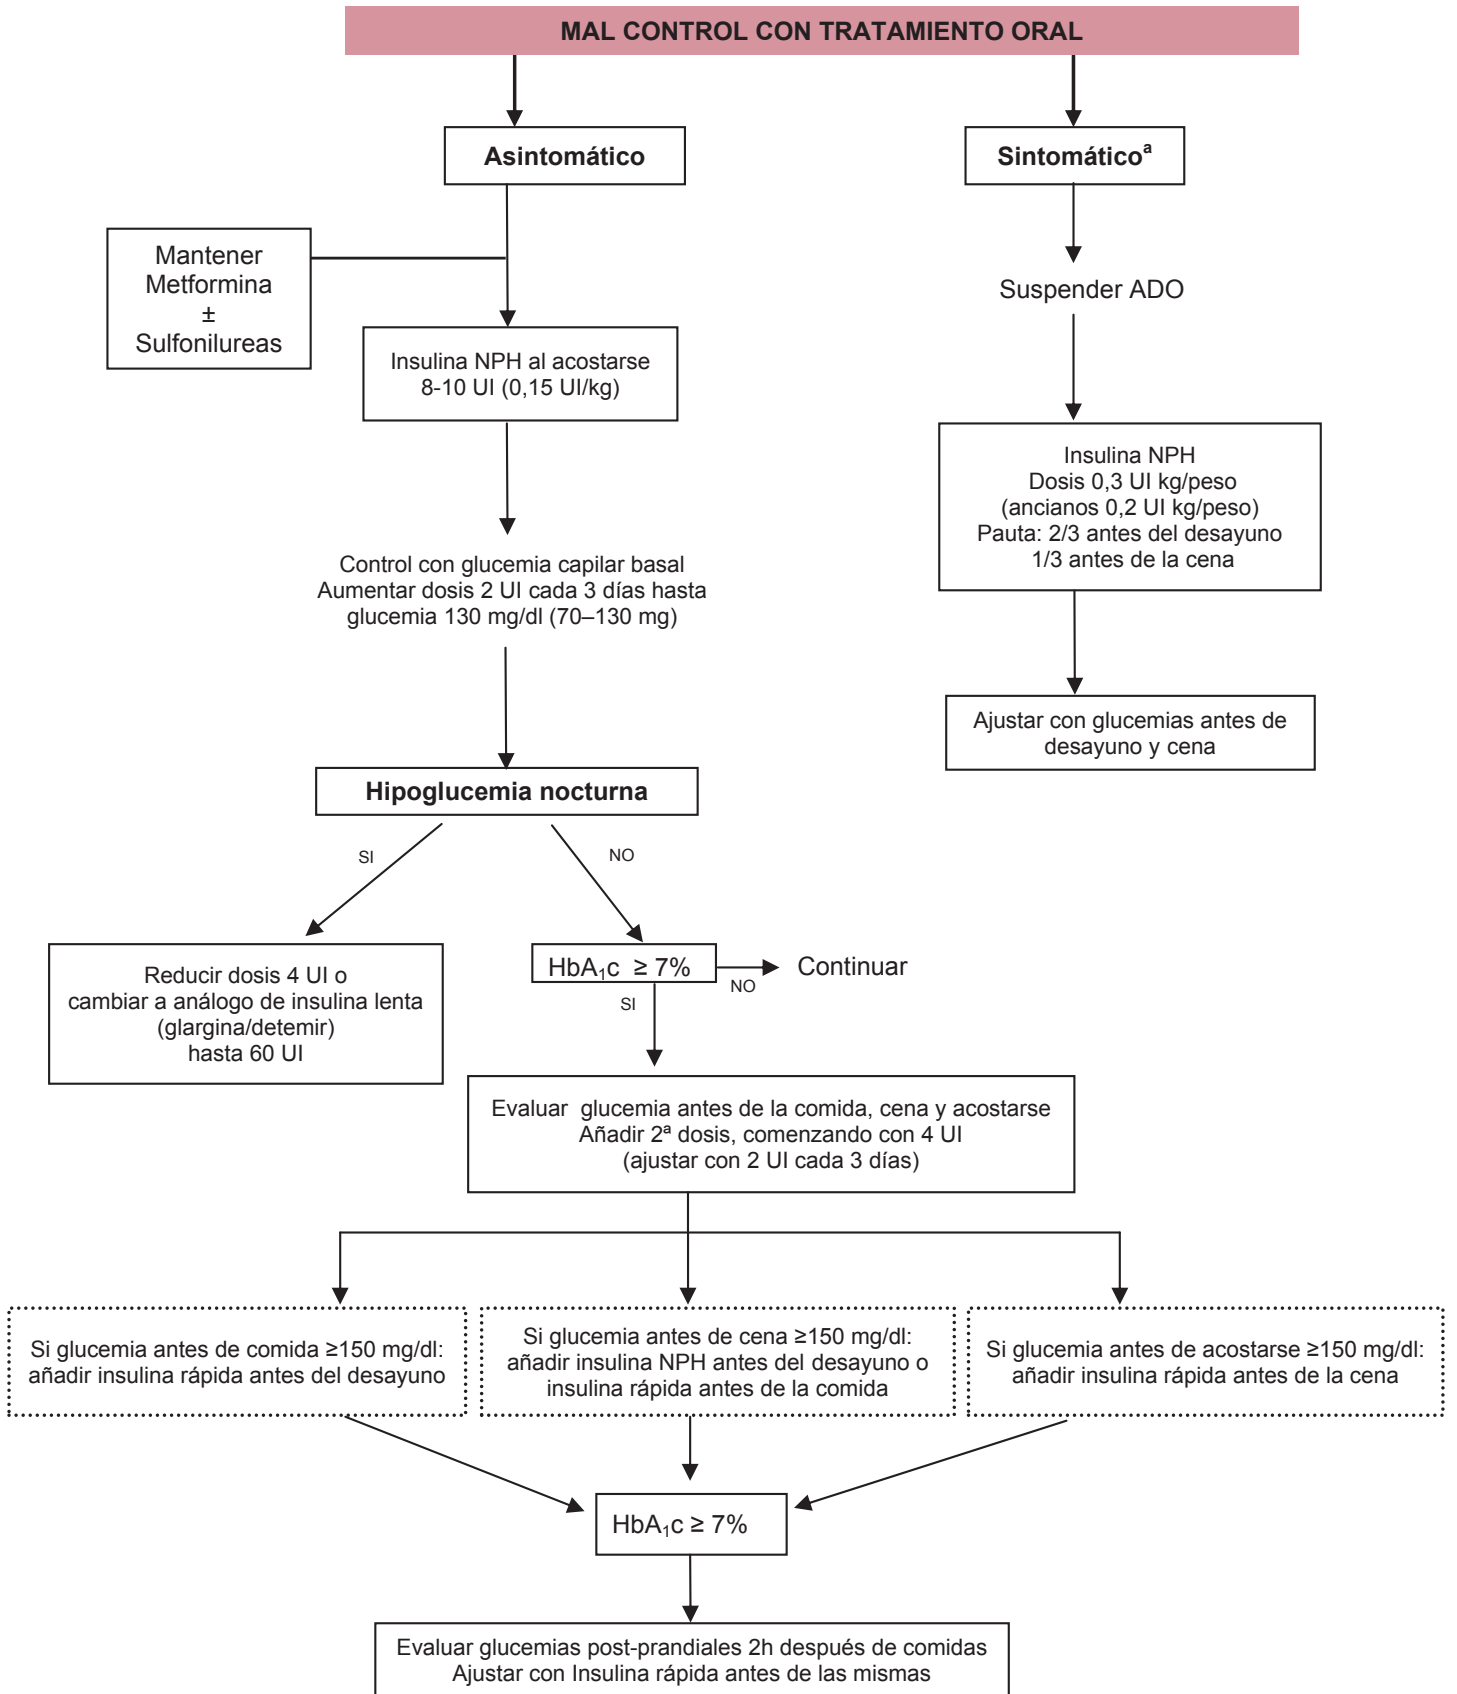 MAL CONTROL CON TRATAMIENTO ORAL
Asintomático
Sintomáticoᵃ
Mantener
Metformina
±
Sulfonilureas
Suspender ADO
Insulina NPH al acostarse
8-10 UI (0,15 UI/kg)
Insulina NPH
Dosis 0,3 UI kg/peso
(ancianos 0,2 UI kg/peso)
Pauta: 2/3 antes del desayuno
1/3 antes de la cena
Control con glucemia capilar basal
Aumentar dosis 2 UI cada 3 días hasta
glucemia 130 mg/dl (70–130 mg)
Ajustar con glucemias antes de
desayuno y cena
Hipoglucemia nocturna
SI
NO
Reducir dosis 4 UI o
cambiar a análogo de insulina lenta
(glargina/detemir)
hasta 60 UI
HbA₁c ≥ 7%
NO
Continuar
SI
Evaluar glucemia antes de la comida, cena y acostarse
Añadir 2ª dosis, comenzando con 4 UI
(ajustar con 2 UI cada 3 días)
Si glucemia antes de comida ≥150 mg/dl:
añadir insulina rápida antes del desayuno
Si glucemia antes de cena ≥150 mg/dl:
añadir insulina NPH antes del desayuno o
insulina rápida antes de la comida
Si glucemia antes de acostarse ≥150 mg/dl:
añadir insulina rápida antes de la cena
HbA₁c ≥ 7%
Evaluar glucemias post-prandiales 2h después de comidas
Ajustar con Insulina rápida antes de las mismas